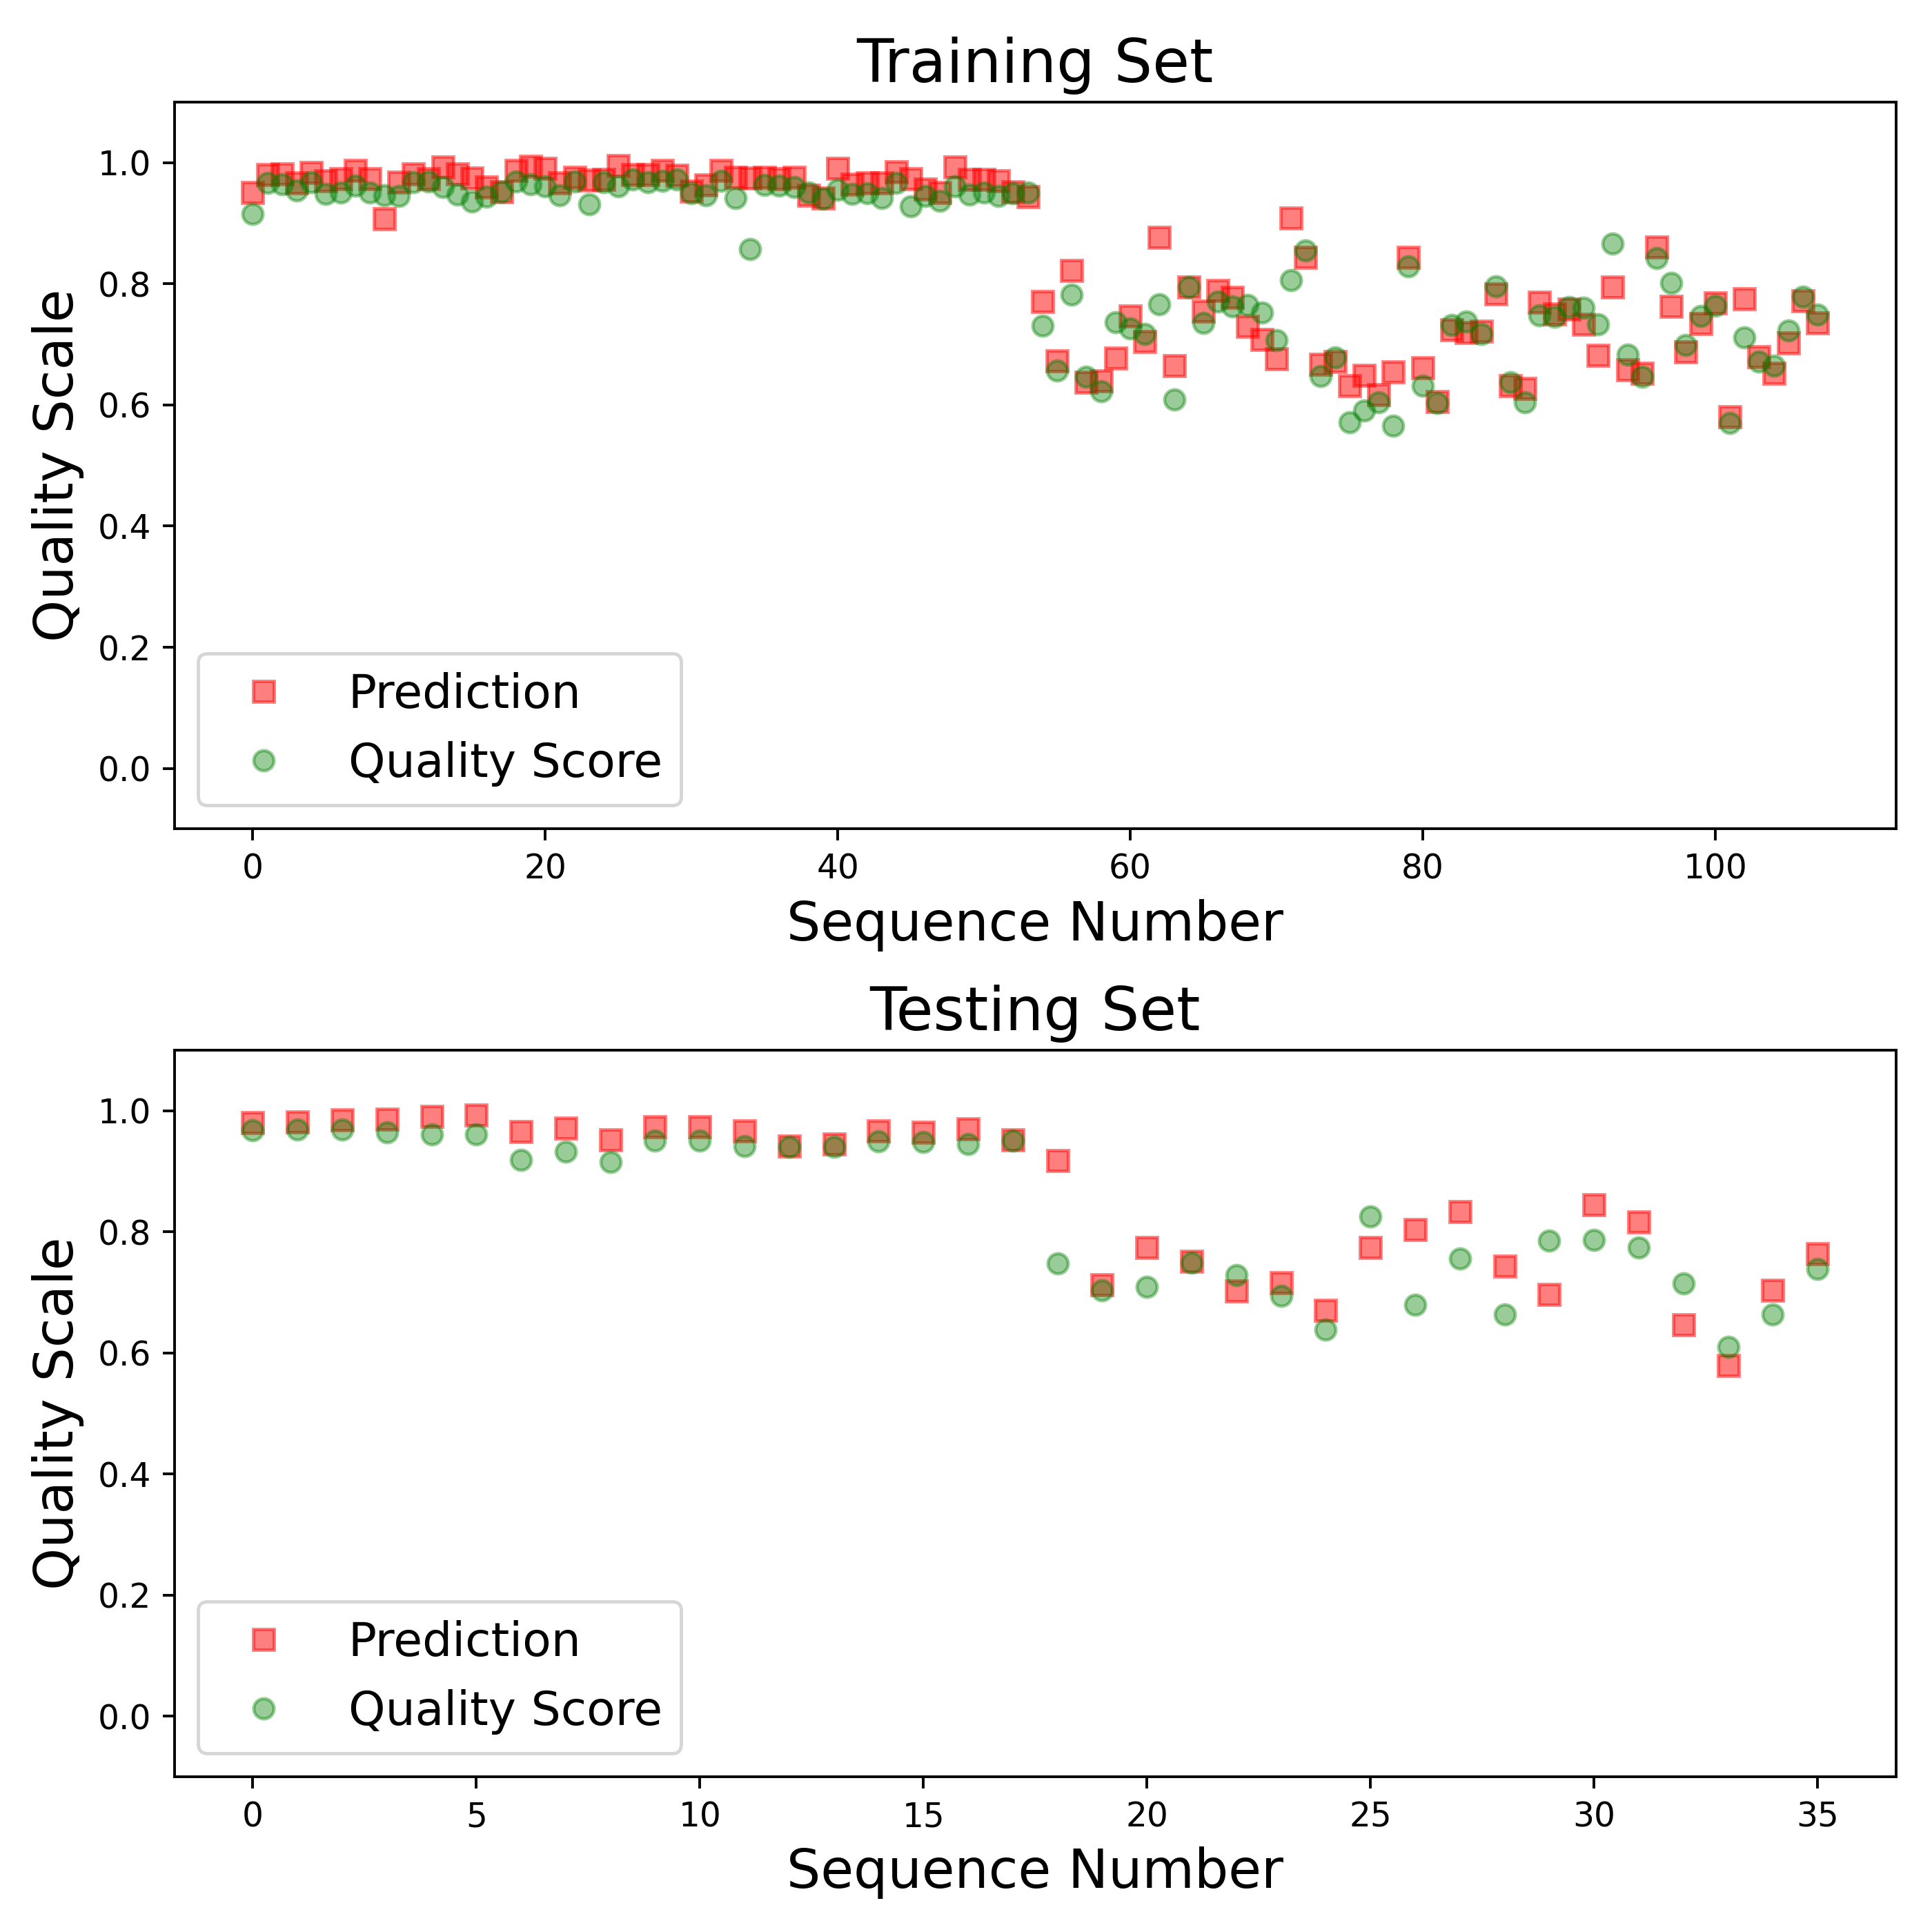 Training Set
Quality Scale
1.0
0.8
0.6
0.4
0.2
0.0
Prediction
Quality Score
0 20 40 60 80 100
Sequence Number
Testing Set
Quality Scale
1.0
0.8
0.6
0.4
0.2
0.0
Prediction
Quality Score
0 5 10 15 20 25 30 35
Sequence Number